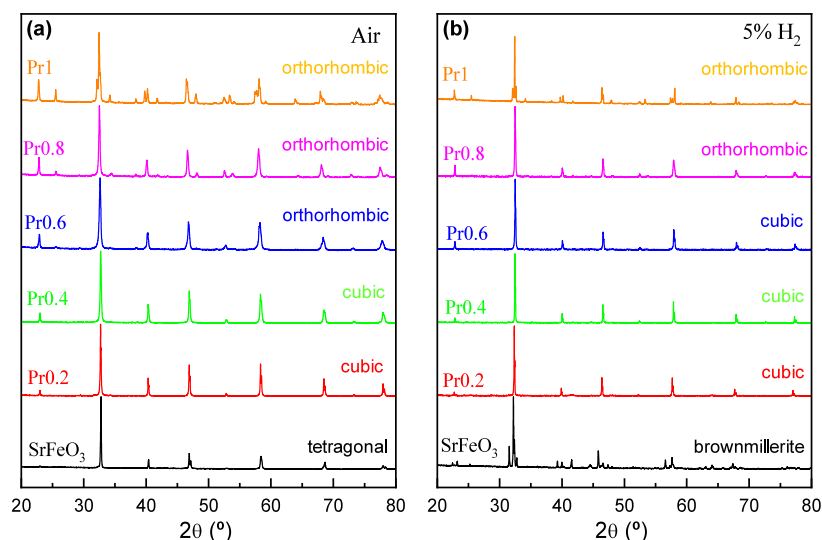 (a)
Air
Pr1
orthorhombic
Pr0.8
orthorhombic
Pr0.6
orthorhombic
Pr0.4
cubic
Pr0.2
cubic
SrFeO₃
tetragonal
20 30 40 50 60 70 80
2θ (º)
(b)
5% H₂
Pr1
orthorhombic
Pr0.8
orthorhombic
Pr0.6
cubic
Pr0.4
cubic
Pr0.2
cubic
SrFeO₃
brownmillerite
20 30 40 50 60 70 80
2θ (º)